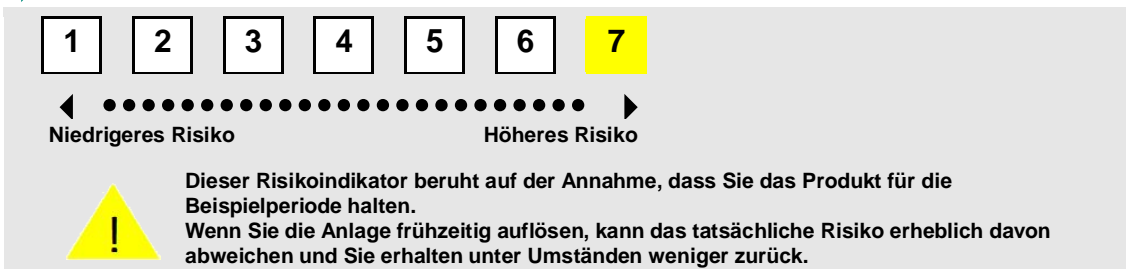 1 2 3 4 5 6 7
Niedrigeres Risiko Höheres Risiko
Dieser Risikoindikator beruht auf der Annahme, dass Sie das Produkt für die
Beispielperiode halten.
! Wenn Sie die Anlage frühzeitig auflösen, kann das tatsächliche Risiko erheblich davon
abweichen und Sie erhalten unter Umständen weniger zurück.